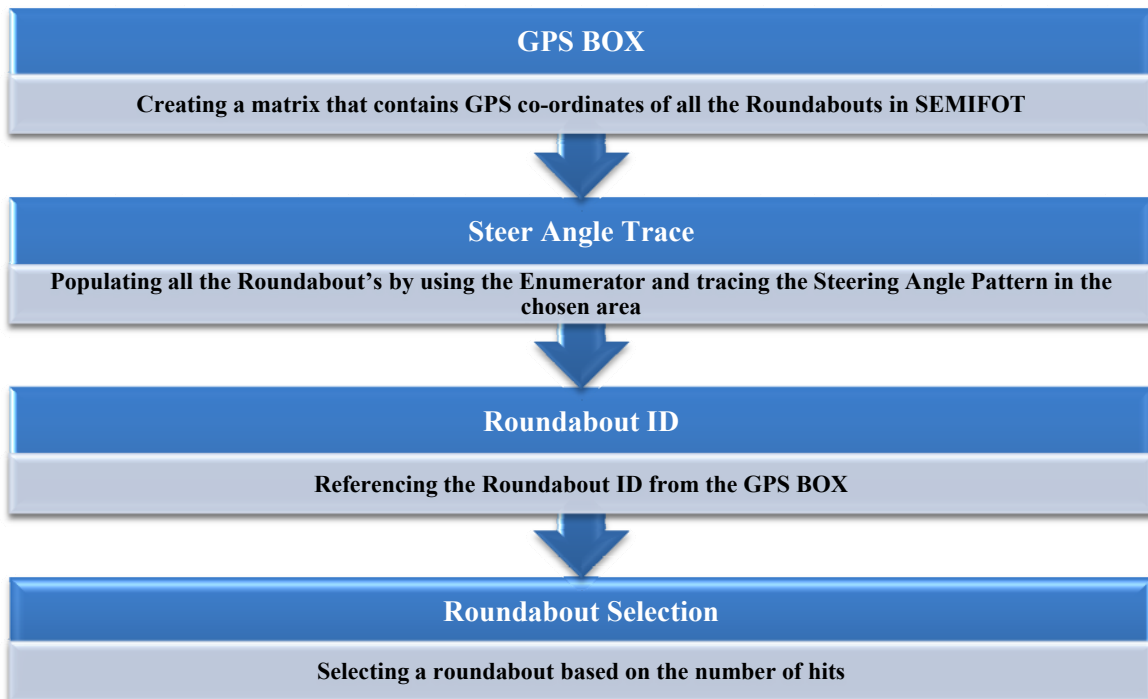 GPS BOX
Creating a matrix that contains GPS co-ordinates of all the Roundabouts in SEMIFOT
Steer Angle Trace
Populating all the Roundabout's by using the Enumerator and tracing the Steering Angle Pattern in the
chosen area
Roundabout ID
Referencing the Roundabout ID from the GPS BOX
Roundabout Selection
Selecting a roundabout based on the number of hits